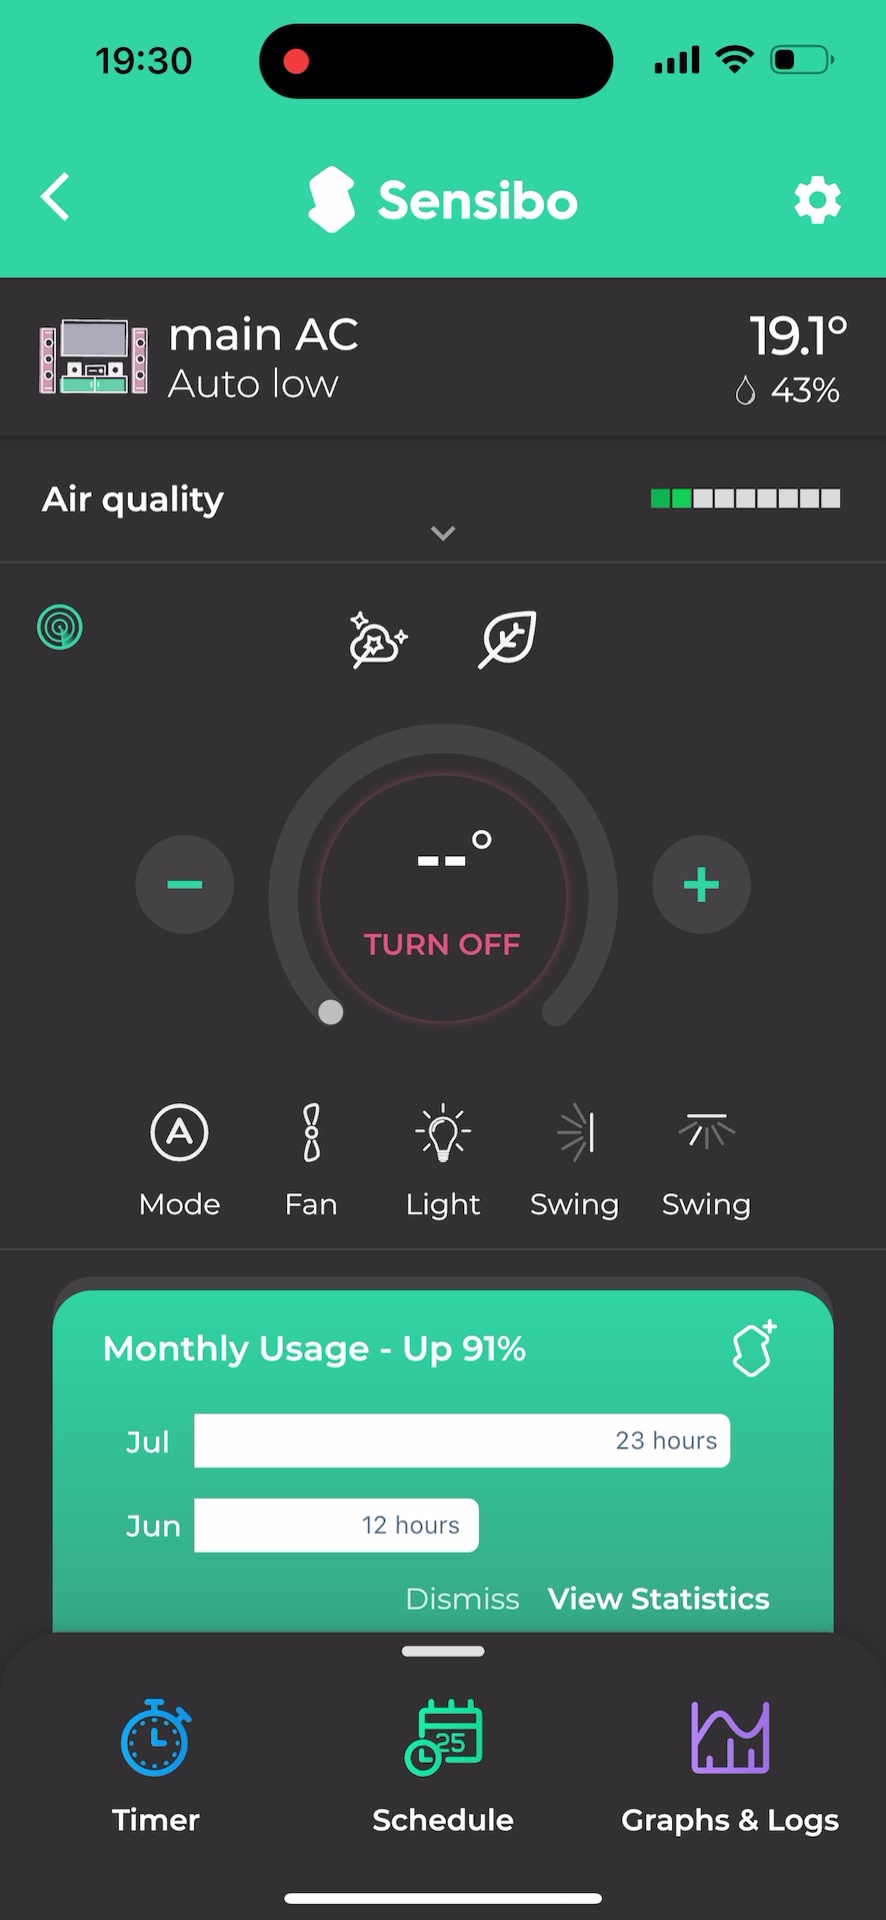 19:30
Sensibo
main AC
19.1°
Auto low
43%
Air quality
--°
TURN OFF
A
Mode
Fan
Light
Swing
Swing
Monthly Usage - Up 91%
Jul
23 hours
Jun
12 hours
Dismiss
View Statistics
25
Timer
Schedule
Graphs & Logs